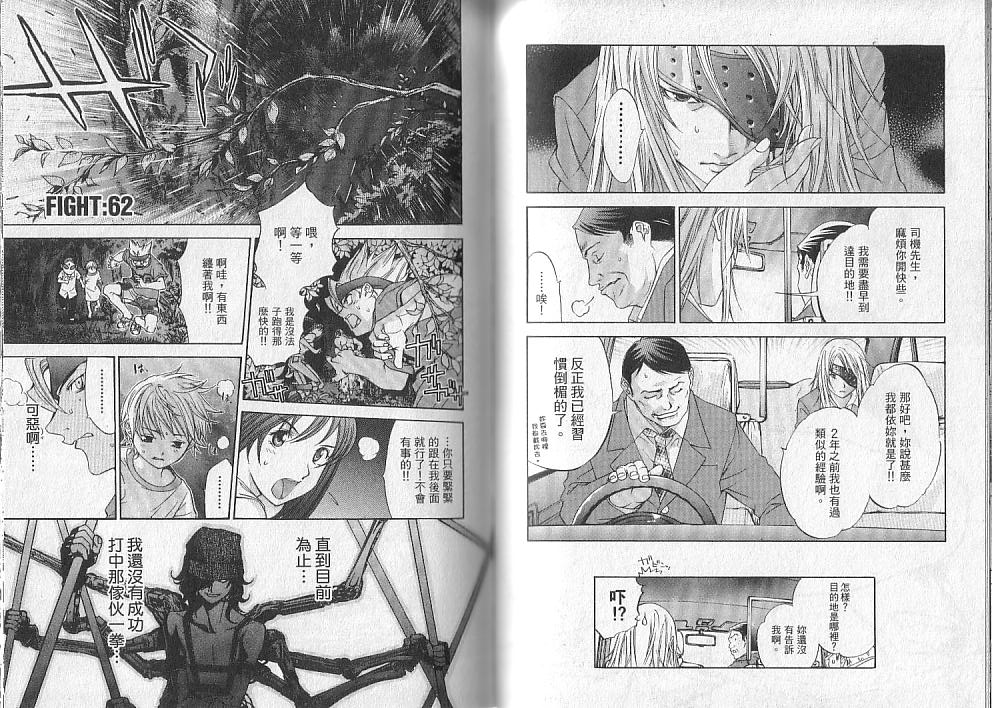 ………
司機先生，
麻煩你開快些。
我需要盡早到
達目的地!!
……唉!
那好吧，妳說甚麼
我都依妳就是了!!
2年之前我也有過
類似的經驗啊。
反正我已經習
慣倒楣的了。
怎樣?
目的地是哪裡?
妳還沒
有告訴
我啊。
吓!?
FIGHT:62
喂，
等一等
啊!
我是沒法
子跑得那
麼快的!!
啊哇，有東西
纏著我啊!!
…你只要緊緊
的跟在我後面
就行了!不會
有事的!!
………
可惡啊……
直到目前
為止…
我還沒有成功
打中那傢伙一拳…